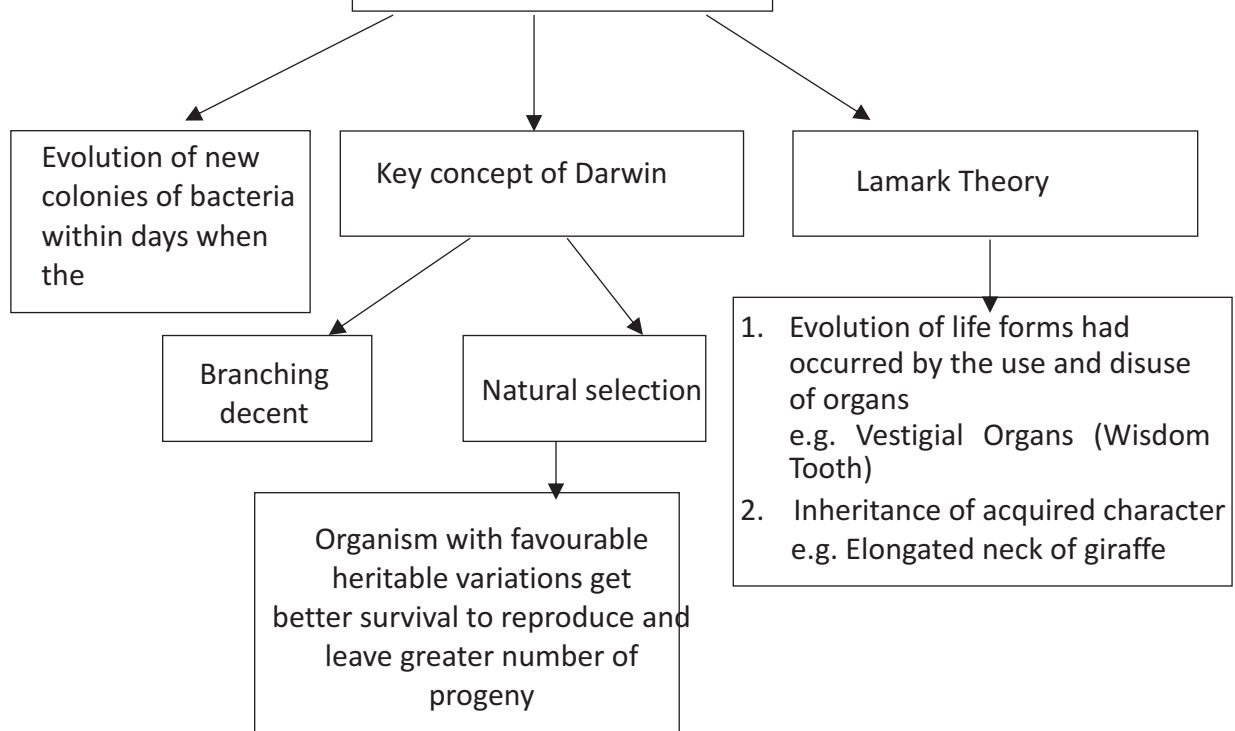 Evolution of new
colonies of bacteria
within days when
the
Key concept of Darwin
Lamark Theory
Branching
decent
Natural selection
Organism with favourable
heritable variations get
better survival to reproduce and
leave greater number of
progeny
1. Evolution of life forms had
occurred by the use and disuse
of organs
e.g. Vestigial Organs (Wisdom
Tooth)
2. Inheritance of acquired character
e.g. Elongated neck of giraffe